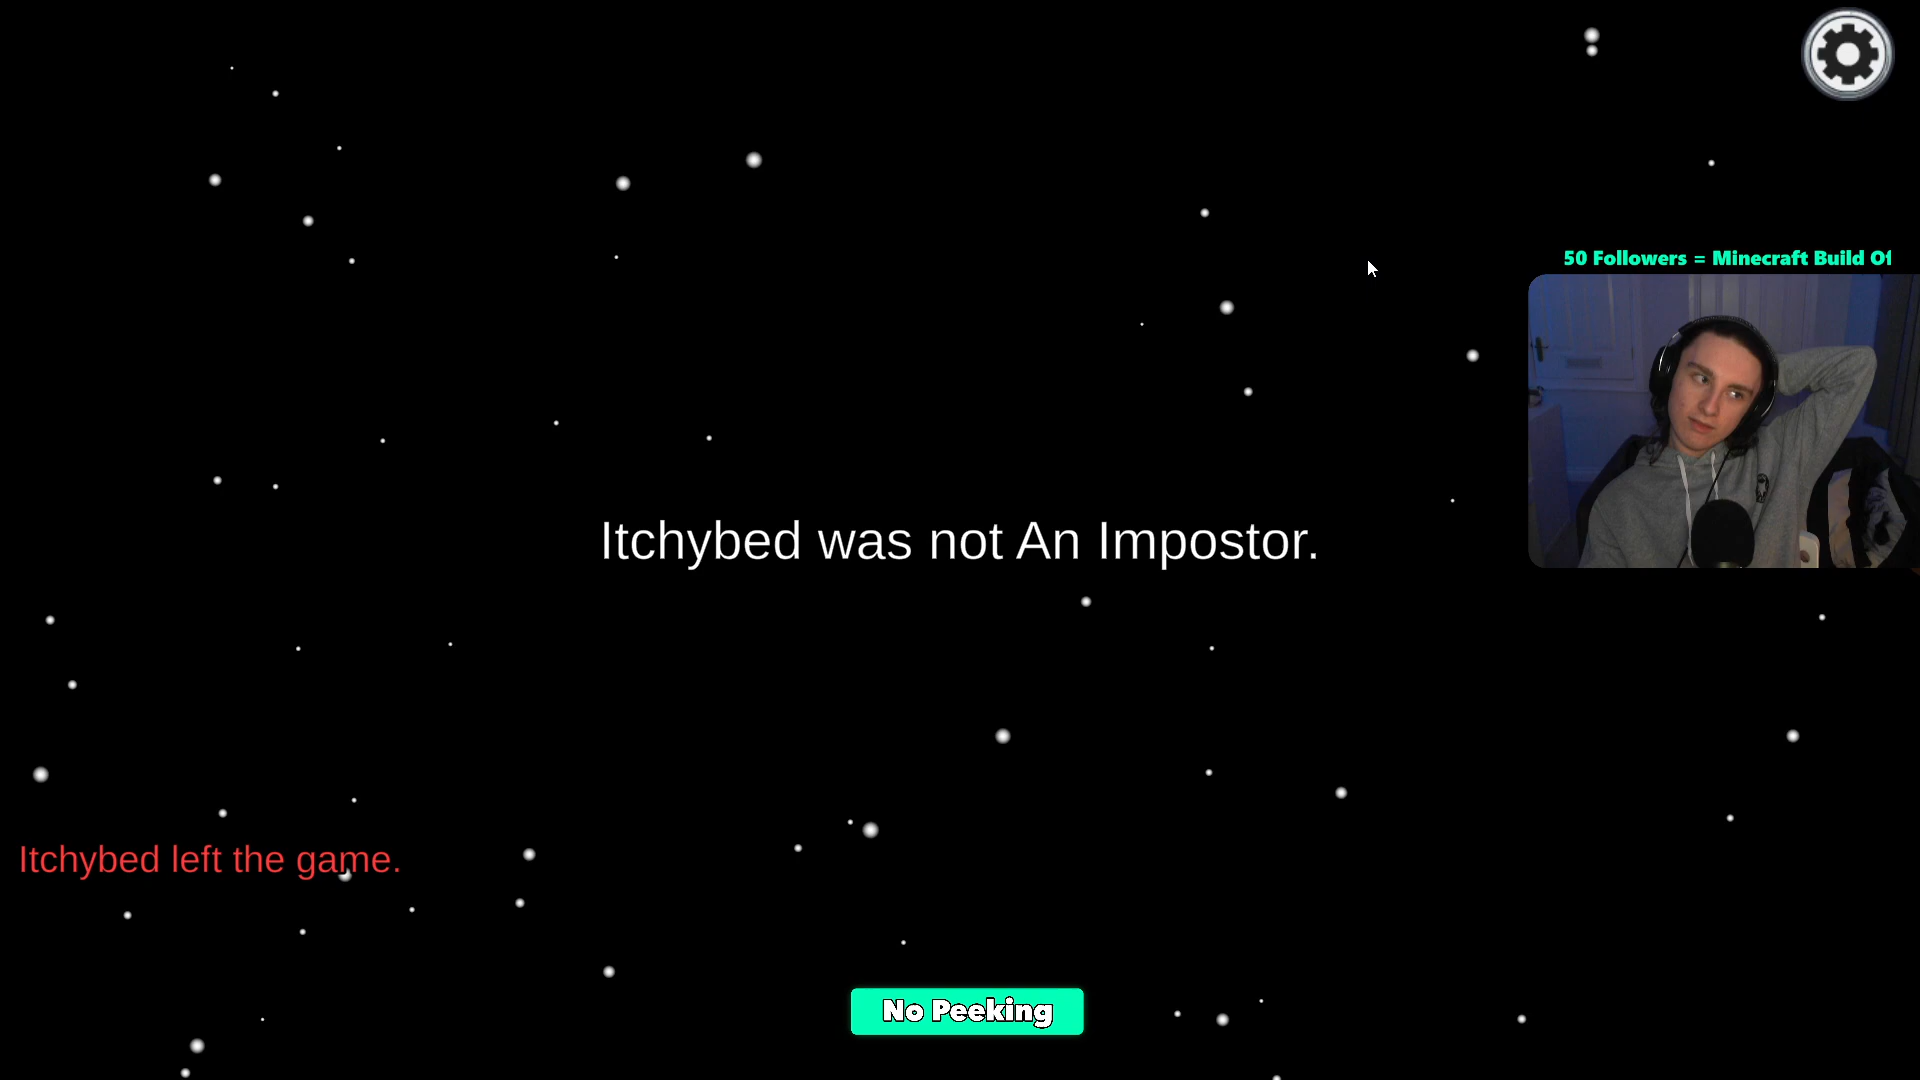 50 Followers = Minecraft Build Of
Itchybed was not An Impostor.
Itchybed left the game.
No Peeking